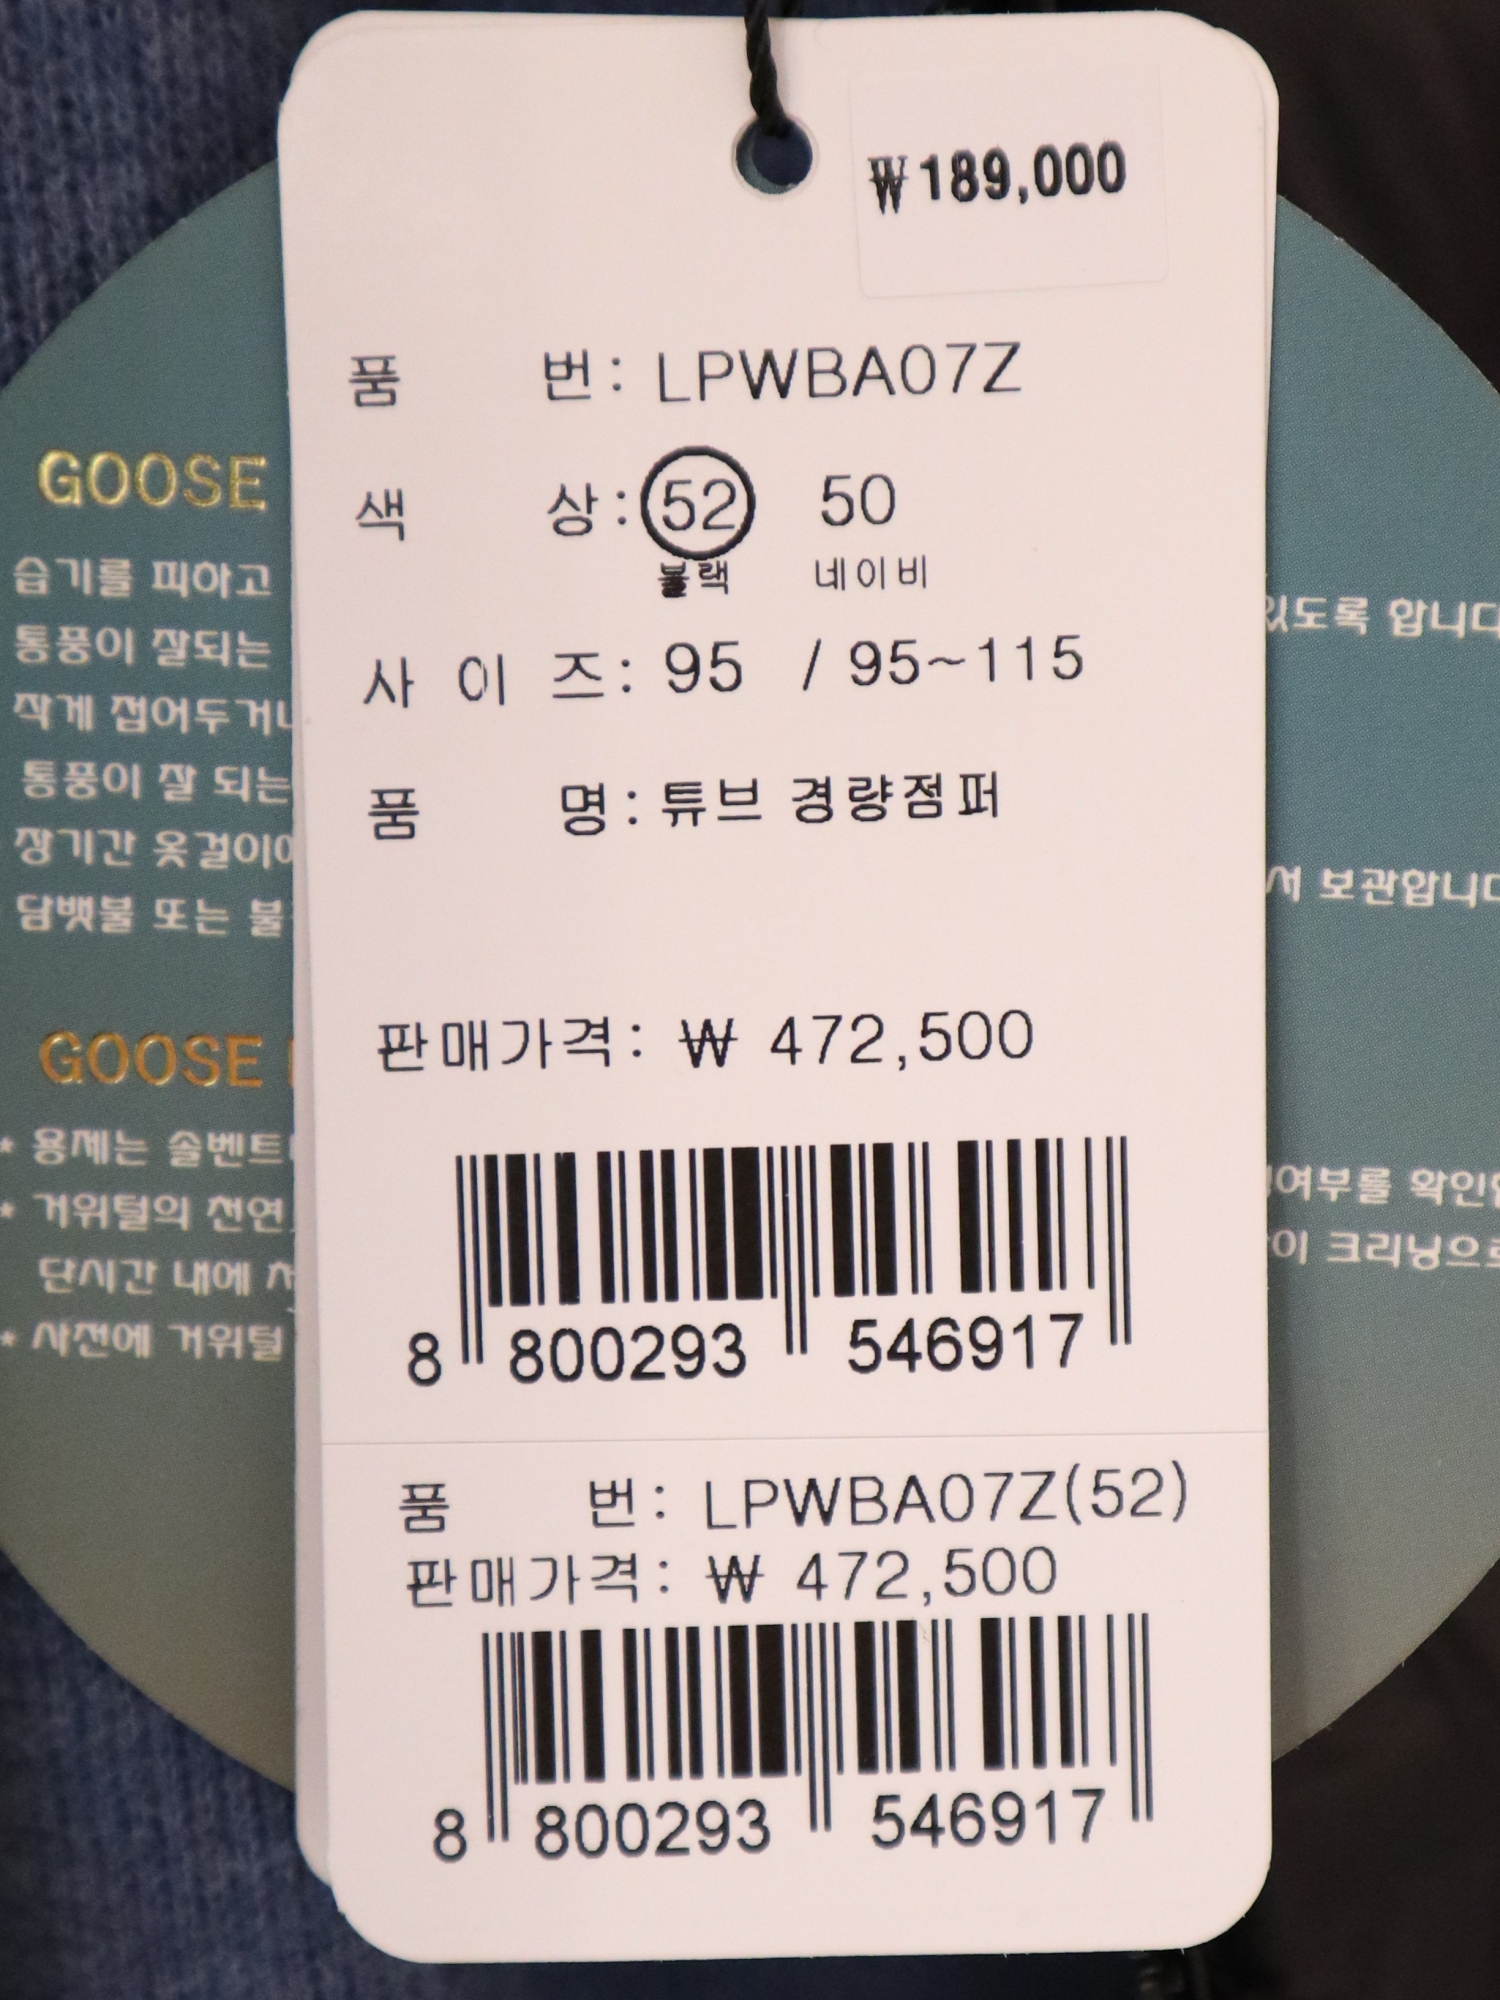 ₩189,000
품 번: LPWBA07Z
색 상: 52 50
블랙 네이비
사 이 즈: 95 / 95~115
품 명: 튜브 경량점퍼
판매가격: ₩ 472,500
8 800293 546917
품 번: LPWBA07Z(52)
판매가격: ₩ 472,500
8 800293 546917
GOOSE
습기를 피하고
통풍이 잘되는
작게 접어두거나
통풍이 잘 되는
장기간 옷걸이에
담뱃불 또는 불
GOOSE
* 용제는 솔벤트
* 거위털의 천연
단시간 내에
* 사전에 거위털
있도록 합니다
서 보관합니다
여부를 확인
이 크리닝으로